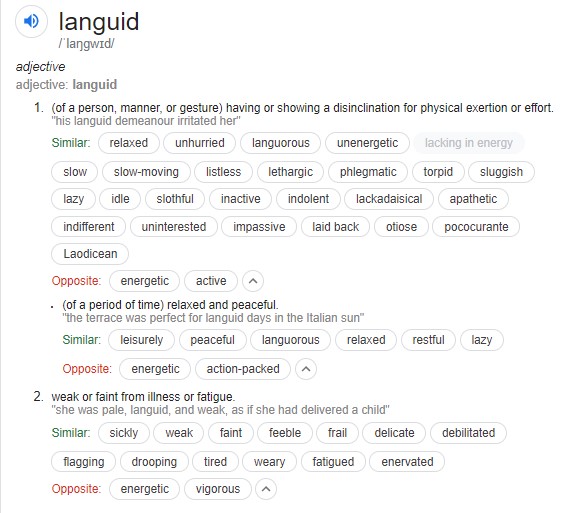 languid
/ˈlaŋɡwɪd/
adjective
adjective: languid
1. (of a person, manner, or gesture) having or showing a disinclination for physical exertion or effort.
"his languid demeanour irritated her"
Similar: relaxed unhurried languorous unenergetic lacking in energy
slow slow-moving listless lethargic phlegmatic torpid sluggish
lazy idle slothful inactive indolent lackadaisical apathetic
indifferent uninterested impassive laid back otiose pococurante
Laodicean
Opposite: energetic active
• (of a period of time) relaxed and peaceful.
"the terrace was perfect for languid days in the Italian sun"
Similar: leisurely peaceful languorous relaxed restful lazy
Opposite: energetic action-packed
2. weak or faint from illness or fatigue.
"she was pale, languid, and weak, as if she had delivered a child"
Similar: sickly weak faint feeble frail delicate debilitated
flagging drooping tired weary fatigued enervated
Opposite: energetic vigorous